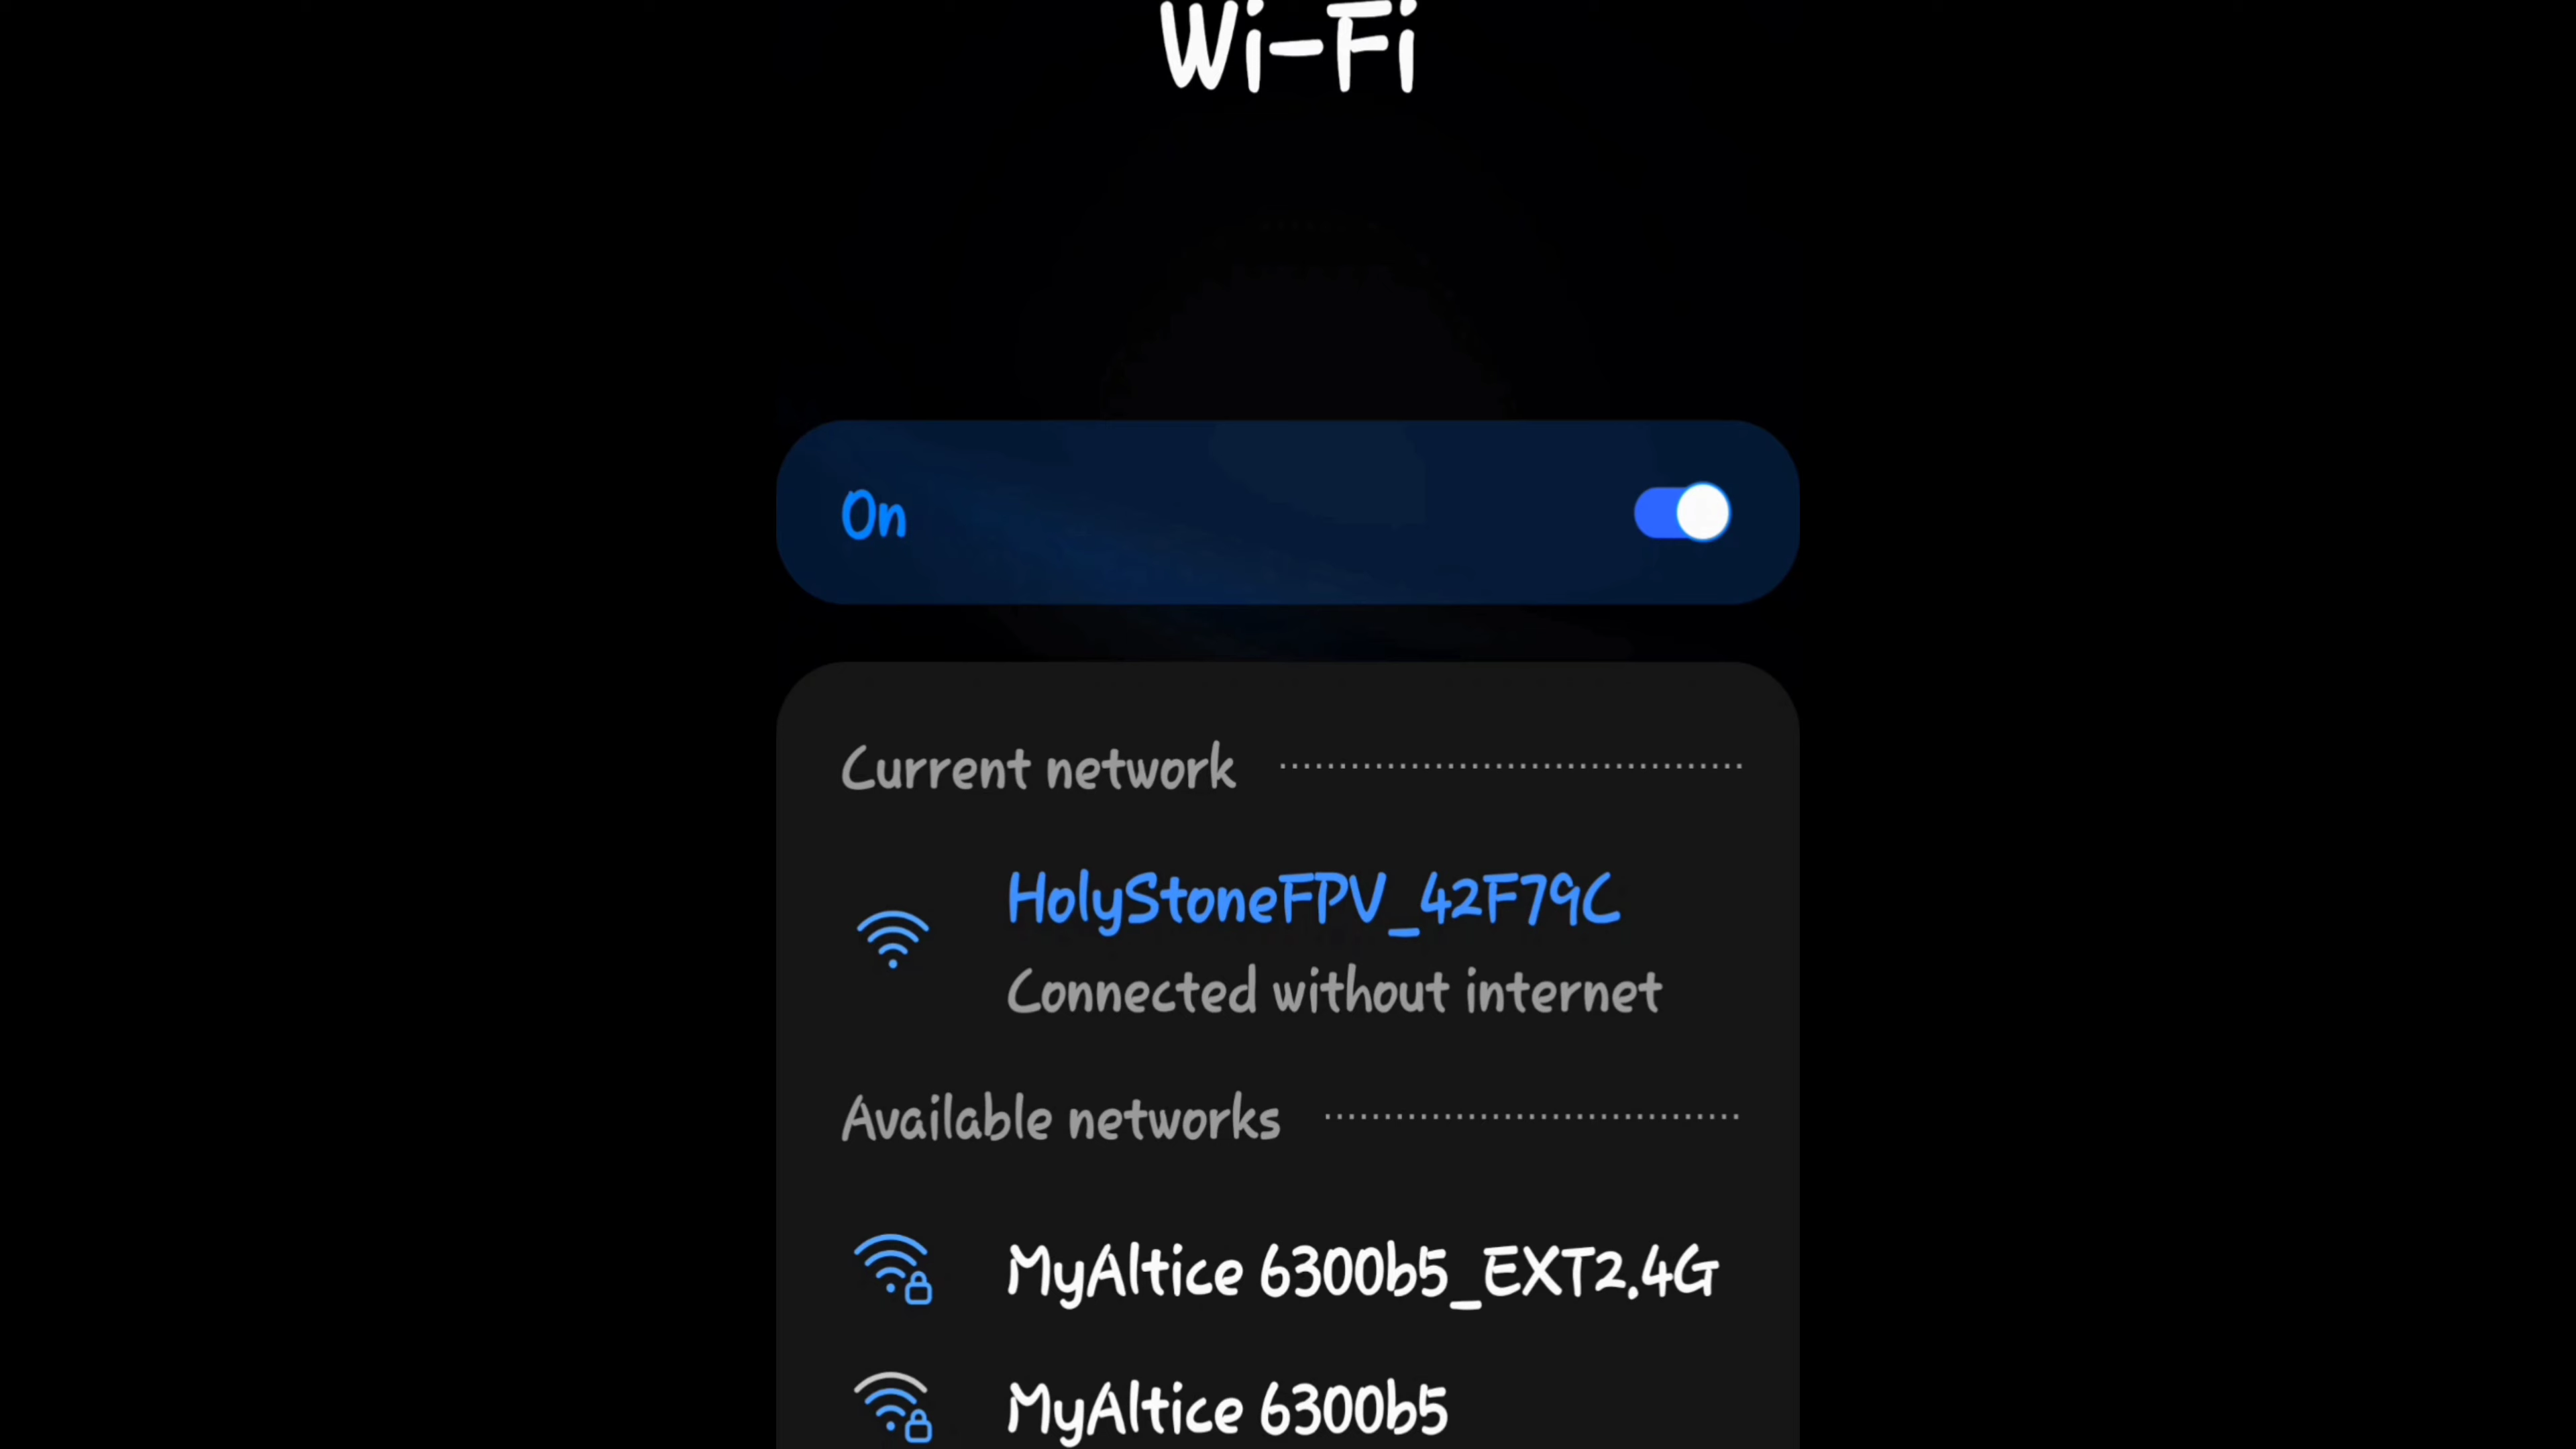 Wi-Fi
On
Current network
HolyStoneFPV_42F79C
Connected without internet
Available networks
MyAltice 6300b5_EXT2.4G
MyAltice 6300b5